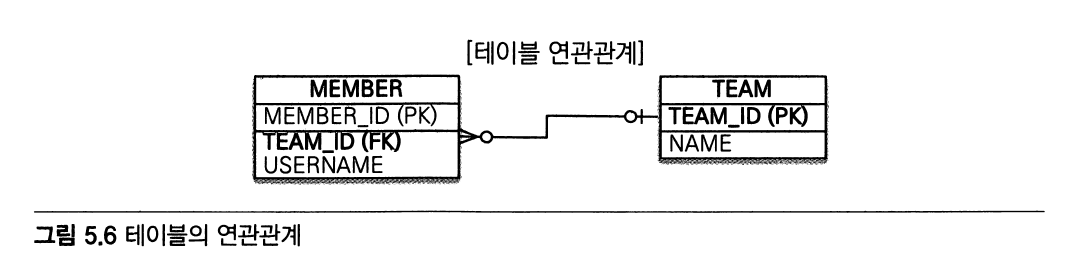 [테이블 연관관계]
MEMBER
MEMBER_ID (PK)
TEAM_ID (FK)
USERNAME
TEAM
TEAM_ID (PK)
NAME
그림 5.6 테이블의 연관관계